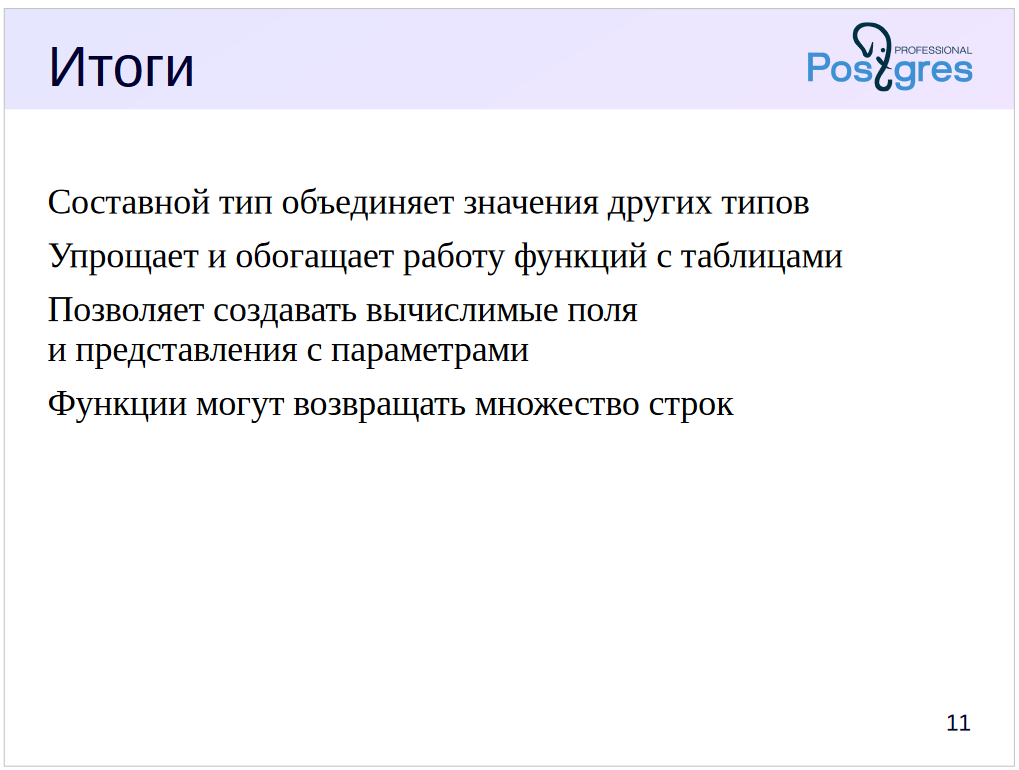 Итоги
PROFESSIONAL
Postgres
Составной тип объединяет значения других типов
Упрощает и обогащает работу функций с таблицами
Позволяет создавать вычислимые поля
и представления с параметрами
Функции могут возвращать множество строк
11